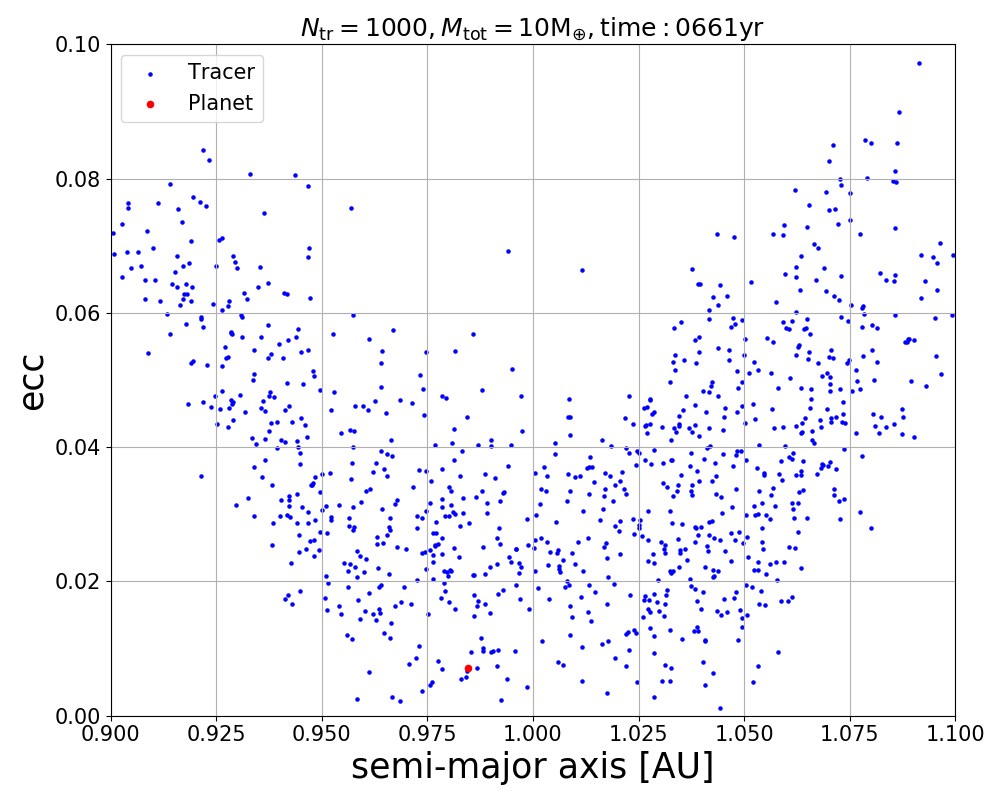 N_tr = 1000, M_tot = 10M_⊕, time : 0661yr
0.10
Tracer
Planet
0.08
0.06
0.04
0.02
0.00
ecc
0.900 0.925 0.950 0.975 1.000 1.025 1.050 1.075 1.100
semi-major axis [AU]